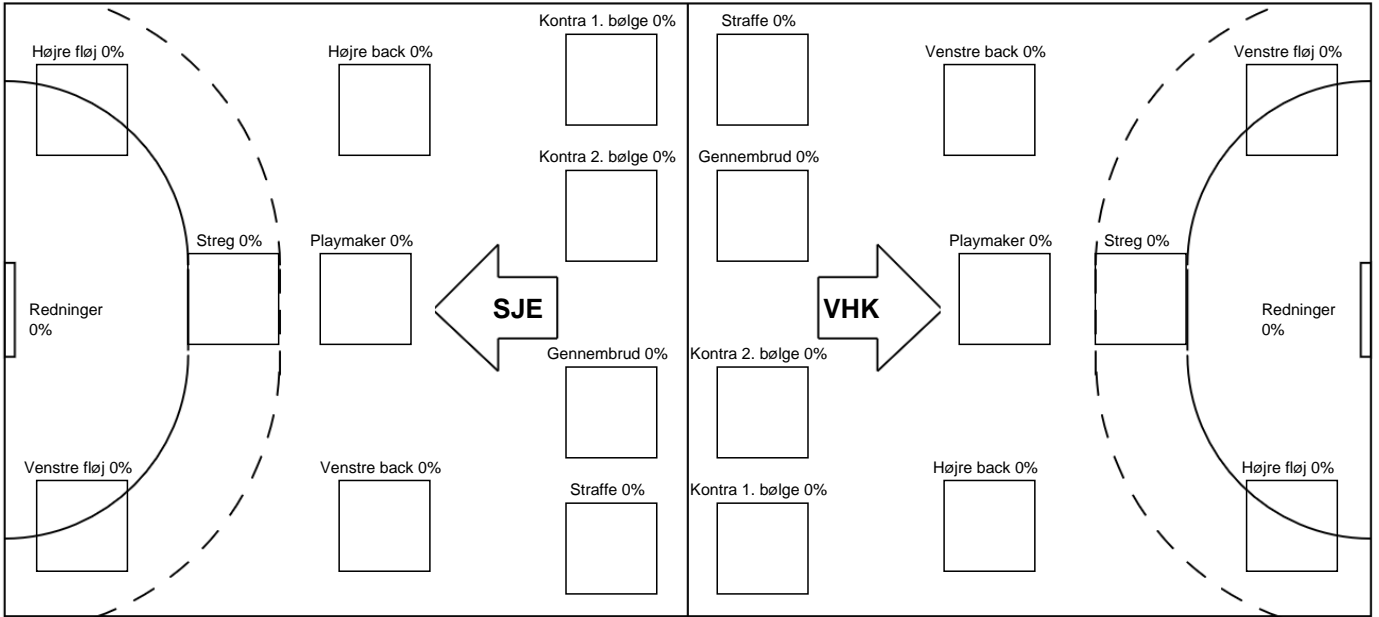 Kontra 1. bølge 0%
Straffe 0%
Højre fløj 0%
Højre back 0%
Venstre back 0%
Venstre fløj 0%
Kontra 2. bølge 0%
Gennembrud 0%
Streg 0%
Playmaker 0%
Playmaker 0%
Streg 0%
Redninger
0%
SJE
VHK
Redninger
0%
Gennembrud 0%
Kontra 2. bølge 0%
Venstre fløj 0%
Venstre back 0%
Højre back 0%
Højre fløj 0%
Straffe 0%
Kontra 1. bølge 0%